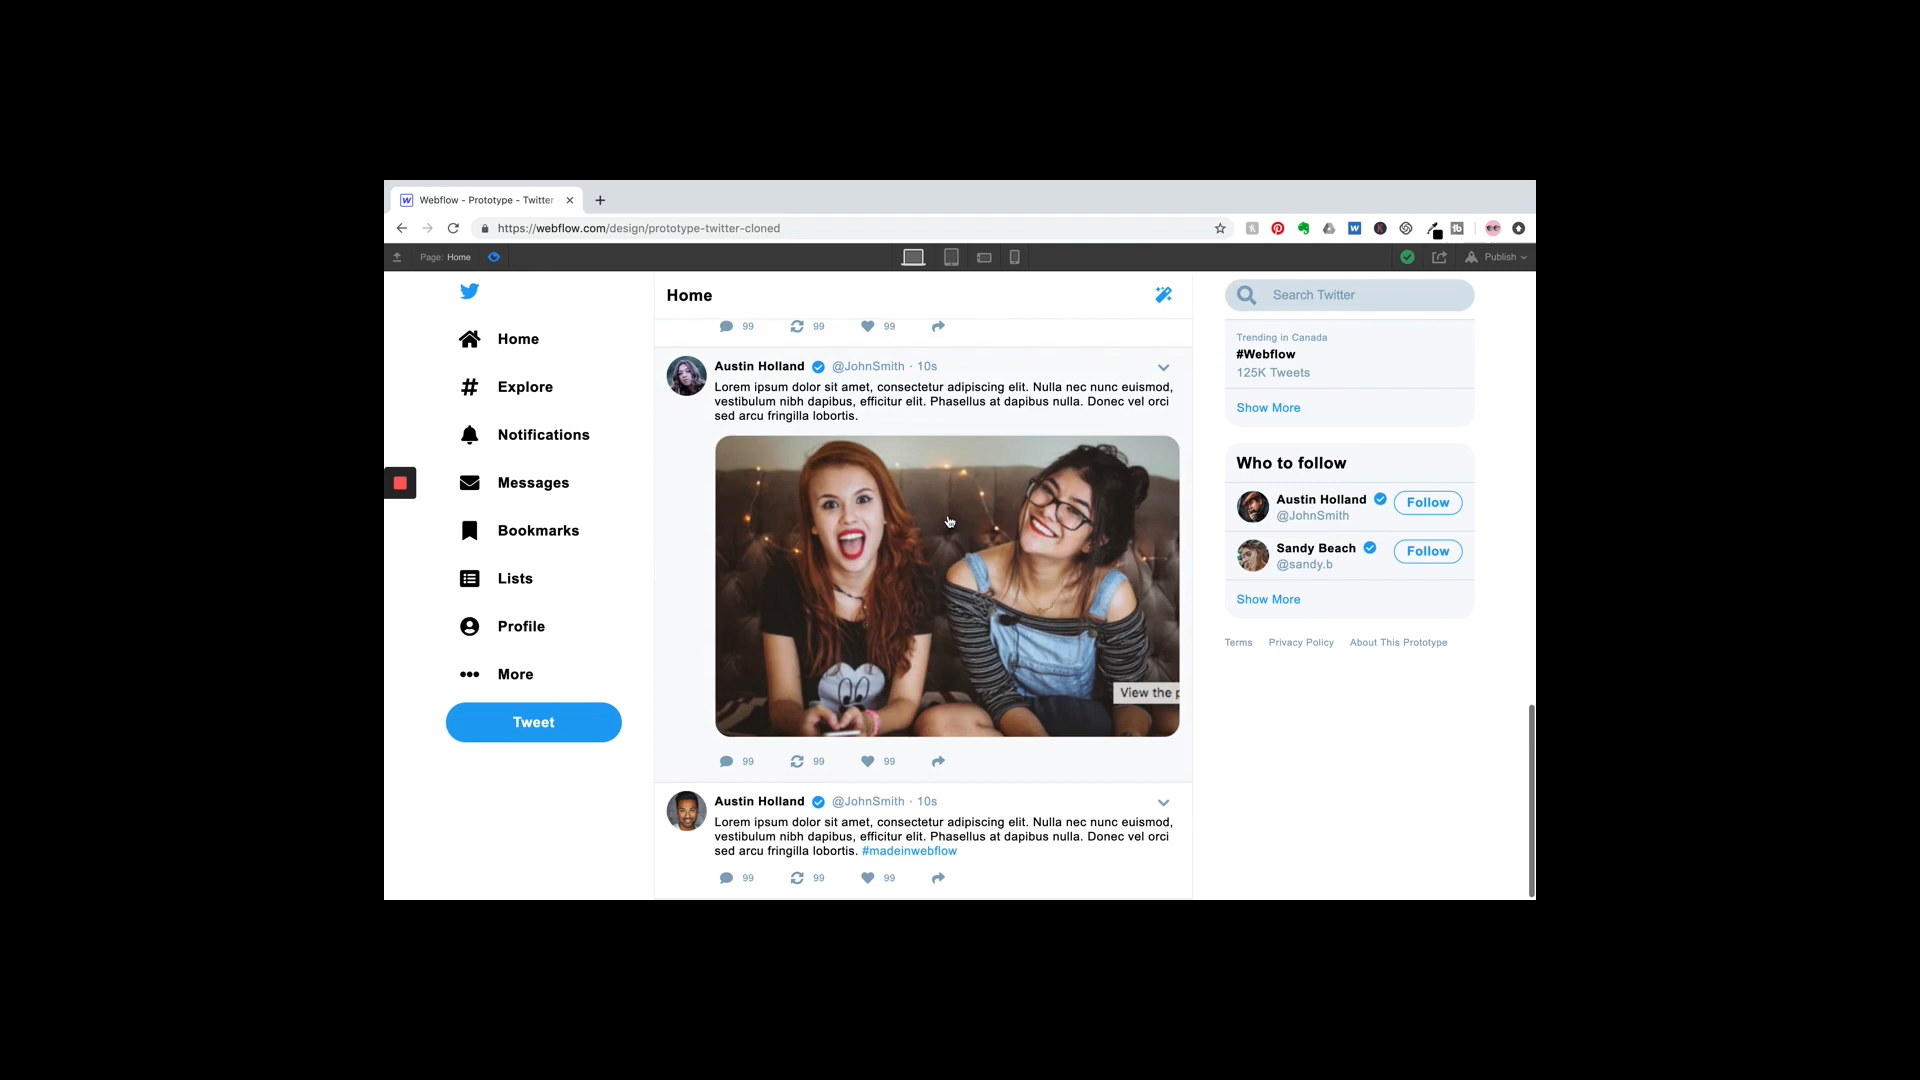 Webflow - Prototype - Twitter
https://webflow.com/design/prototype-twitter-cloned
Page: Home
Publish
Home
Explore
Notifications
Messages
Bookmarks
Lists
Profile
More
Tweet
Home
99 99 99
Austin Holland @JohnSmith · 10s
Lorem ipsum dolor sit amet, consectetur adipiscing elit. Nulla nec nunc euismod,
vestibulum nibh dapibus, efficitur elit. Phasellus at dapibus nulla. Donec vel orci
sed arcu fringilla lobortis.
View the p
99 99 99
Austin Holland @JohnSmith · 10s
Lorem ipsum dolor sit amet, consectetur adipiscing elit. Nulla nec nunc euismod,
vestibulum nibh dapibus, efficitur elit. Phasellus at dapibus nulla. Donec vel orci
sed arcu fringilla lobortis. #madeinwebflow
99 99 99
Search Twitter
Trending in Canada
#Webflow
125K Tweets
Show More
Who to follow
Austin Holland
@JohnSmith
Follow
Sandy Beach
@sandy.b
Follow
Show More
Terms Privacy Policy About This Prototype